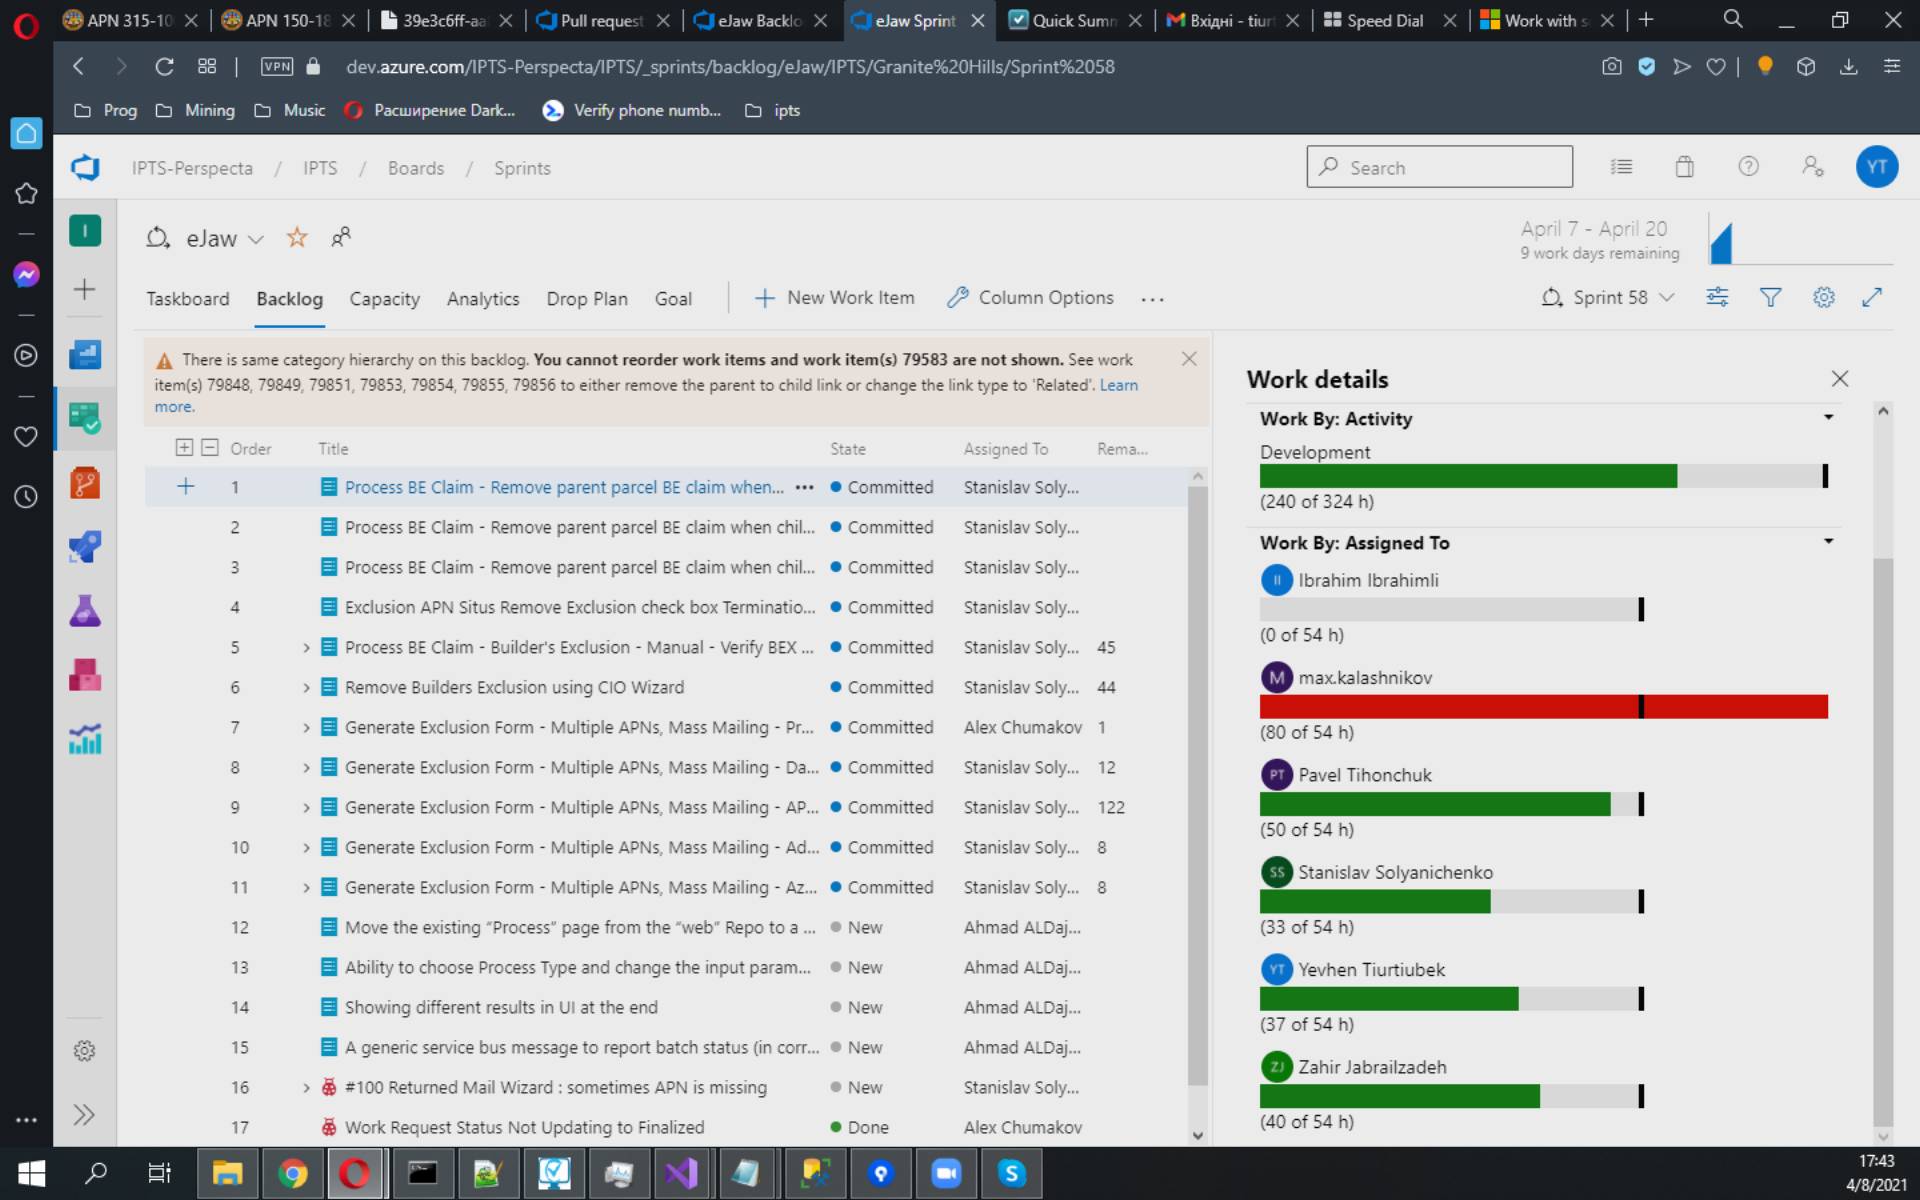 APN 315-10
APN 150-18
39e3c6ff-aa
Pull request
eJaw Backlo
eJaw Sprint
Quick Summ
Вхідні - tiurt
Speed Dial
Work with s
VPN
dev.azure.com/IPTS-Perspecta/IPTS/_sprints/backlog/eJaw/IPTS/Granite%20Hills/Sprint%2058
Prog
Mining
Music
Расширение Dark...
Verify phone numb...
ipts
IPTS-Perspecta / IPTS / Boards / Sprints
Search
YT
I
eJaw
April 7 - April 20
9 work days remaining
Taskboard Backlog Capacity Analytics Drop Plan Goal
New Work Item
Column Options
Sprint 58
There is same category hierarchy on this backlog. You cannot reorder work items and work item(s) 79583 are not shown. See work
item(s) 79848, 79849, 79851, 79853, 79854, 79855, 79856 to either remove the parent to child link or change the link type to 'Related'. Learn
more.
Order Title State Assigned To Rema...
1 Process BE Claim - Remove parent parcel BE claim when... Committed Stanislav Soly...
2 Process BE Claim - Remove parent parcel BE claim when chil... Committed Stanislav Soly...
3 Process BE Claim - Remove parent parcel BE claim when chil... Committed Stanislav Soly...
4 Exclusion APN Situs Remove Exclusion check box Terminatio... Committed Stanislav Soly...
5 Process BE Claim - Builder's Exclusion - Manual - Verify BEX ... Committed Stanislav Soly... 45
6 Remove Builders Exclusion using CIO Wizard Committed Stanislav Soly... 44
7 Generate Exclusion Form - Multiple APNs, Mass Mailing - Pr... Committed Alex Chumakov 1
8 Generate Exclusion Form - Multiple APNs, Mass Mailing - Da... Committed Stanislav Soly... 12
9 Generate Exclusion Form - Multiple APNs, Mass Mailing - AP... Committed Stanislav Soly... 122
10 Generate Exclusion Form - Multiple APNs, Mass Mailing - Ad... Committed Stanislav Soly... 8
11 Generate Exclusion Form - Multiple APNs, Mass Mailing - Az... Committed Stanislav Soly... 8
12 Move the existing “Process” page from the “web” Repo to a ... New Ahmad ALDaj...
13 Ability to choose Process Type and change the input param... New Ahmad ALDaj...
14 Showing different results in UI at the end New Ahmad ALDaj...
15 A generic service bus message to report batch status (in corr... New Ahmad ALDaj...
16 #100 Returned Mail Wizard : sometimes APN is missing New Stanislav Soly...
17 Work Request Status Not Updating to Finalized Done Alex Chumakov
Work details
Work By: Activity
Development
(240 of 324 h)
Work By: Assigned To
II Ibrahim Ibrahimli
(0 of 54 h)
M max.kalashnikov
(80 of 54 h)
PT Pavel Tihonchuk
(50 of 54 h)
SS Stanislav Solyanichenko
(33 of 54 h)
YT Yevhen Tiurtiubek
(37 of 54 h)
ZJ Zahir Jabrailzadeh
(40 of 54 h)
17:43
4/8/2021